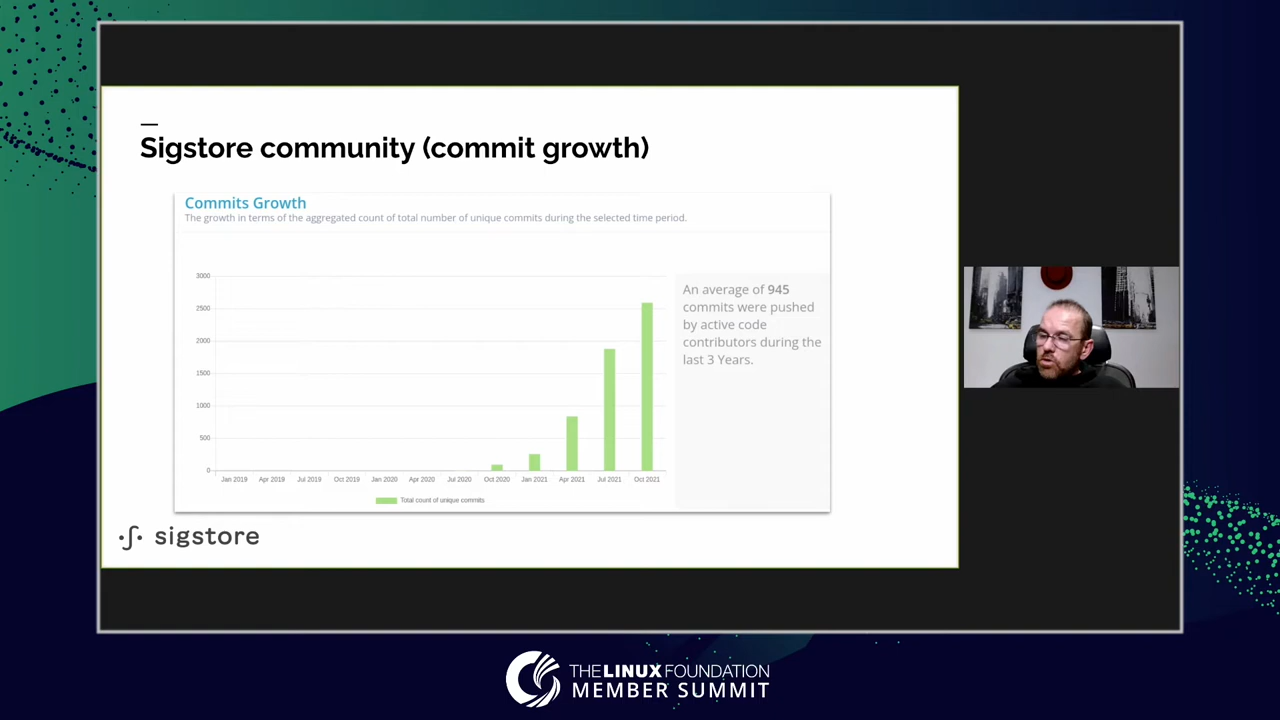 Sigstore community (commit growth)
Commits Growth
The growth in terms of the aggregated count of total number of unique commits during the selected time period.
3000
2500
2000
1500
1000
500
0
Jan 2019 Apr 2019 Jul 2019 Oct 2019 Jan 2020 Apr 2020 Jul 2020 Oct 2020 Jan 2021 Apr 2021 Jul 2021 Oct 2021
Total count of unique commits
An average of 945
commits were pushed
by active code
contributors during the
last 3 Years.
sigstore
THE LINUX FOUNDATION
MEMBER SUMMIT